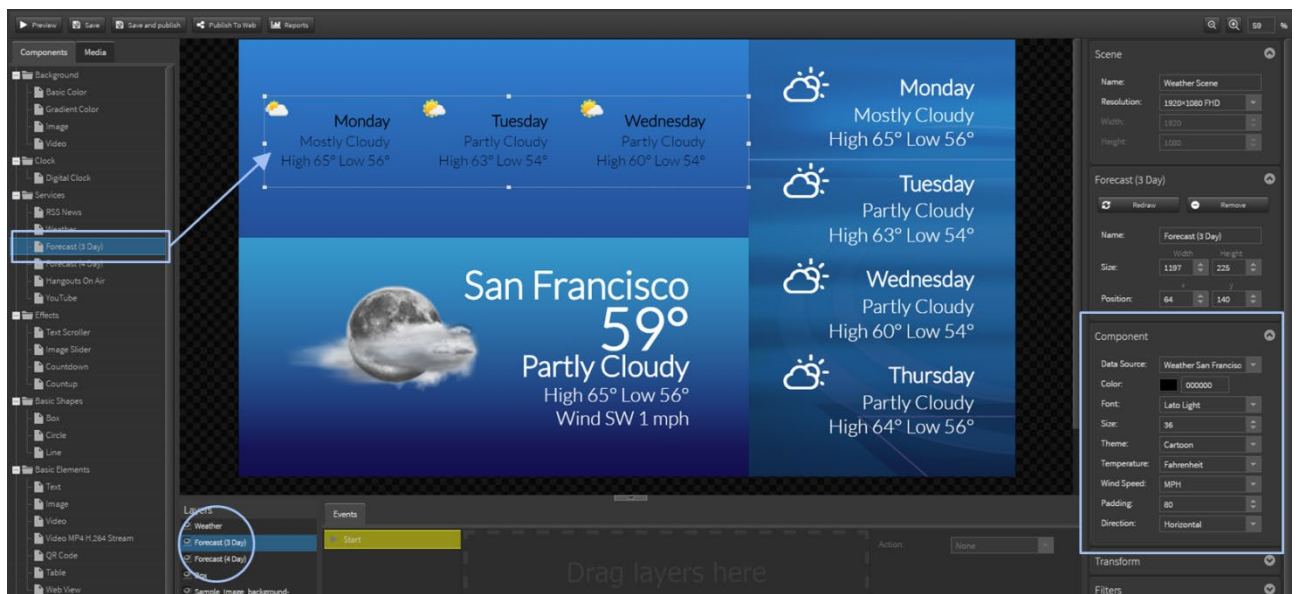 Preview Save Save and publish Publish To Web Reports 59 %
Components Media
Background
Basic Color
Gradient Color
Image
Video
Clock
Digital Clock
Services
RSS News
Weather
Forecast (3 Day)
Forecast (4 Day)
Hangouts On Air
YouTube
Effects
Text Scroller
Image Slider
Countdown
Countup
Basic Shapes
Box
Circle
Line
Basic Elements
Text
Image
Video
Video MP4 H.264 Stream
QR Code
Table
Web View
Monday Tuesday Wednesday
Mostly Cloudy Partly Cloudy Partly Cloudy
High 65° Low 56° High 63° Low 54° High 60° Low 54°
San Francisco
59°
Partly Cloudy
High 65° Low 56°
Wind SW 1 mph
Monday
Mostly Cloudy
High 65° Low 56°
Tuesday
Partly Cloudy
High 63° Low 54°
Wednesday
Partly Cloudy
High 60° Low 54°
Thursday
Partly Cloudy
High 64° Low 56°
Layers
Weather
Forecast (3 Day)
Forecast (4 Day)
Box
Sample_image_background-
Events
Start
Drag layers here
Action: None
Scene
Name: Weather Scene
Resolution: 1920×1080 FHD
Width: 1920
Height: 1080
Forecast (3 Day)
Redraw Remove
Name: Forecast (3 Day)
Width Height
Size: 1197 225
x y
Position: 64 140
Component
Data Source: Weather San Francisc
Color: 000000
Font: Lato Light
Size: 36
Theme: Cartoon
Temperature: Fahrenheit
Wind Speed: MPH
Padding: 80
Direction: Horizontal
Transform
Filters